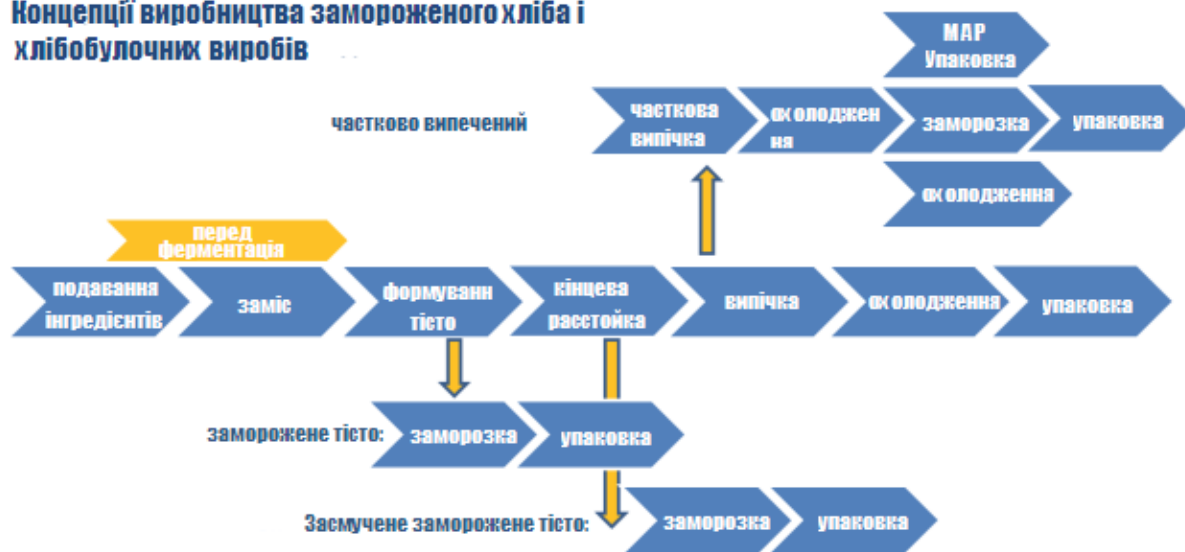 Концепції виробництва замороженого хліба і
хлібобулочних виробів
МАР
Упаковка
частково випечений
часткова
випічка
охолоджен
ня
заморозка
упаковка
охолодження
перед
ферментація
подавання
інгредієнтів
заміс
формуванн
тісто
кінцева
расстойка
випічка
охолодження
упаковка
заморожене тісто:
заморозка
упаковка
Засмучене заморожене тісто:
заморозка
упаковка